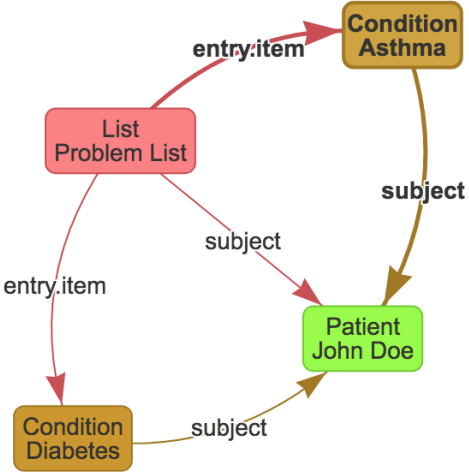 Condition
Asthma
entry.item
List
Problem List
subject
subject
entry.item
Patient
John Doe
Condition
Diabetes
subject